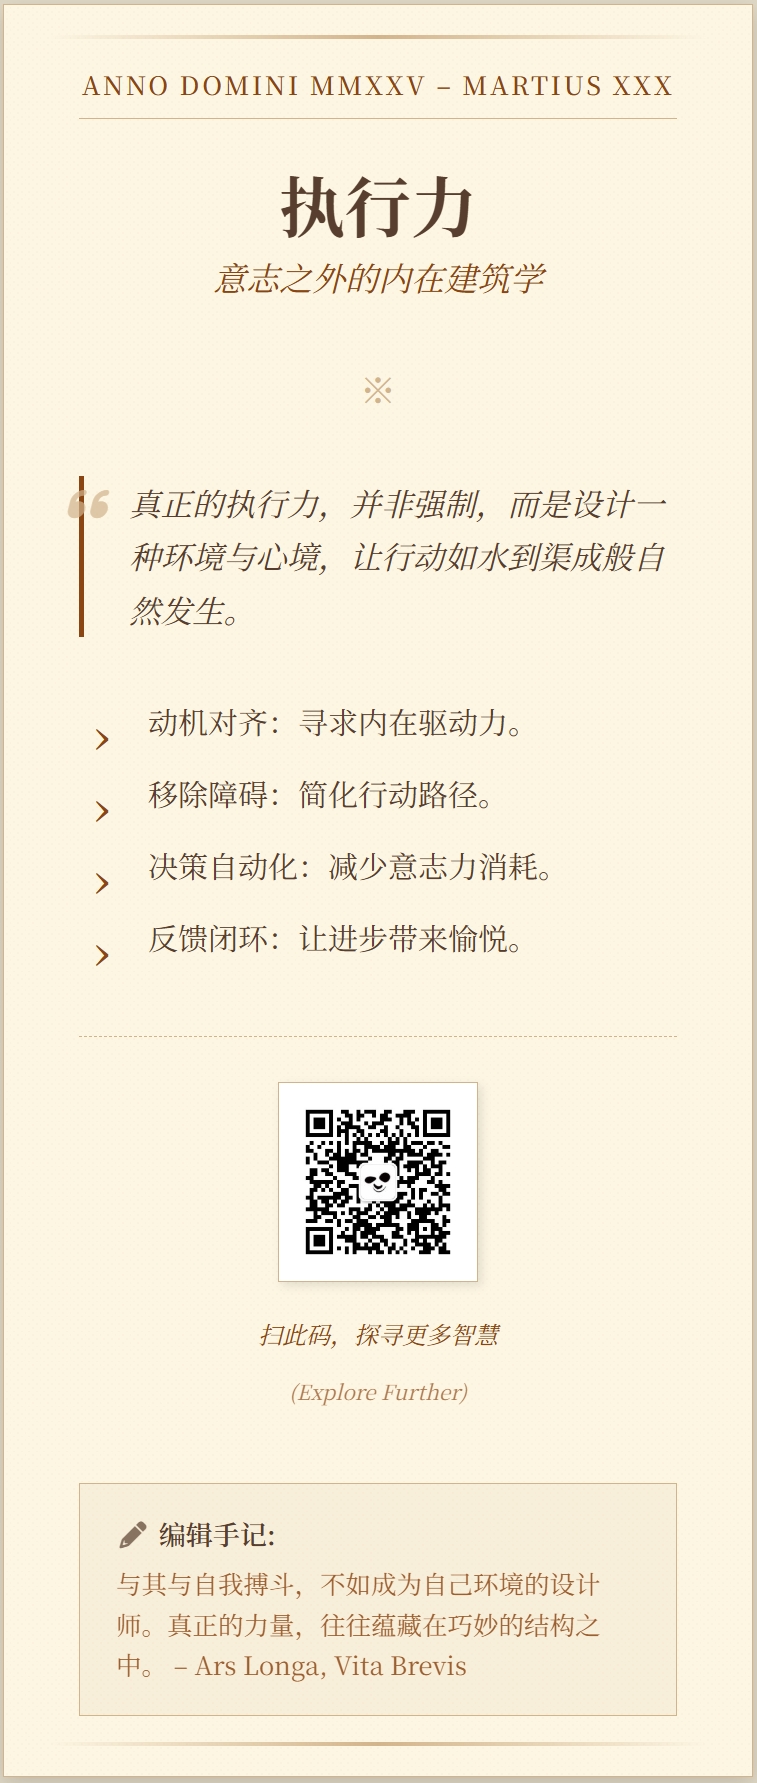 ANNO DOMINI MMXXV – MARTIUS XXX
执行力
意志之外的内在建筑学
※
真正的执行力，并非强制，而是设计一
种环境与心境，让行动如水到渠成般自
然发生。
动机对齐：寻求内在驱动力。
移除障碍：简化行动路径。
决策自动化：减少意志力消耗。
反馈闭环：让进步带来愉悦。
扫此码，探寻更多智慧
(Explore Further)
编辑手记:
与其与自我搏斗，不如成为自己环境的设计
师。真正的力量，往往蕴藏在巧妙的结构之
中。 – Ars Longa, Vita Brevis